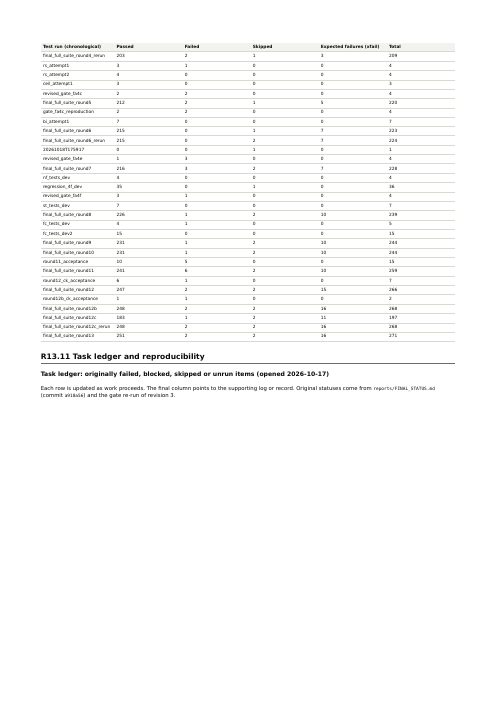 Test run (chronological) Passed Failed Skipped Expected failures (xfail) Total
final_full_suite_round4_rerun 203 2 1 3 209
rs_attempt1 3 1 0 0 4
rs_attempt2 4 0 0 0 4
ceil_attempt1 3 0 0 0 3
revised_gate_fa4c 2 2 0 0 4
final_full_suite_round5 212 2 1 5 220
gate_fa4c_reproduction 2 2 0 0 4
bi_attempt1 7 0 0 0 7
final_full_suite_round6 215 0 1 7 223
final_full_suite_round6_rerun 215 0 2 7 224
20261018T175917 0 0 1 0 1
revised_gate_fa4e 1 3 0 0 4
final_full_suite_round7 216 3 2 7 228
nf_tests_dev 4 0 0 0 4
regression_df_dev 35 0 1 0 36
revised_gate_fa4f 3 1 0 0 4
st_tests_dev 7 0 0 0 7
final_full_suite_round8 226 1 2 10 239
fc_tests_dev 4 1 0 0 5
fc_tests_dev2 15 0 0 0 15
final_full_suite_round9 231 1 2 10 244
final_full_suite_round10 231 1 2 10 244
round11_acceptance 10 5 0 0 15
final_full_suite_round11 241 6 2 10 259
round12_ck_acceptance 6 1 0 0 7
final_full_suite_round12 247 2 2 15 266
round12b_ck_acceptance 1 1 0 0 2
final_full_suite_round12b 248 2 2 16 268
final_full_suite_round12c 183 1 2 11 197
final_full_suite_round12c_rerun 248 2 2 16 268
final_full_suite_round13 251 2 2 16 271
R13.11 Task ledger and reproducibility
Task ledger: originally failed, blocked, skipped or unrun items (opened 2026-10-17)
Each row is updated as work proceeds. The final column points to the supporting log or record. Original statuses come from reports/FINAL_STATUS.md
(commit a918a56) and the gate re-run of revision 3.